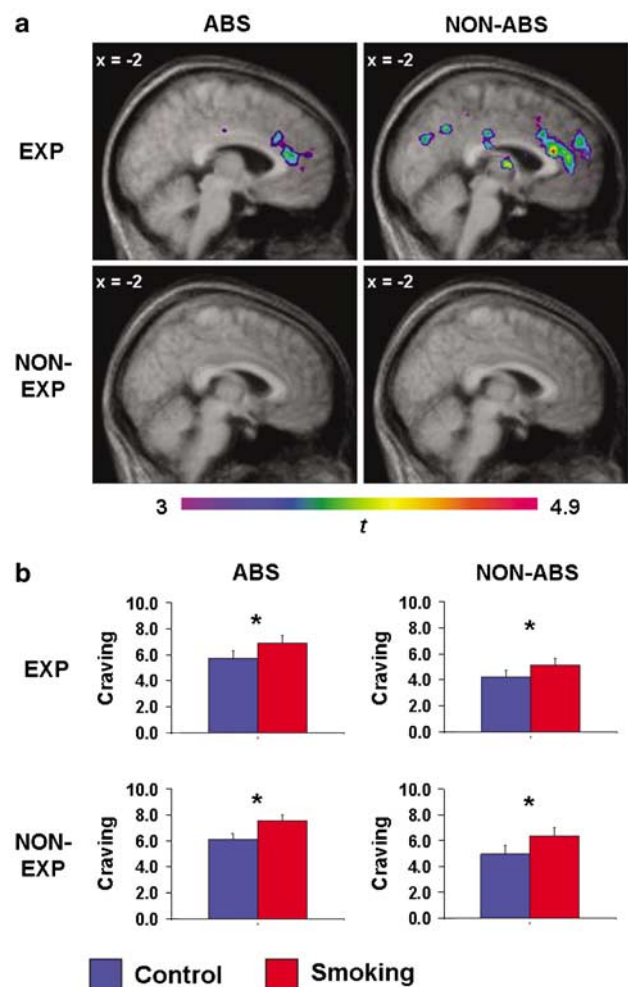 a
ABS
NON-ABS
EXP
x = -2
x = -2
NON-
EXP
x = -2
x = -2
3
4.9
t
b
ABS
NON-ABS
EXP
Craving
10.0
8.0
6.0
4.0
2.0
0.0
*
Craving
10.0
8.0
6.0
4.0
2.0
0.0
*
NON-
EXP
Craving
10.0
8.0
6.0
4.0
2.0
0.0
*
Craving
10.0
8.0
6.0
4.0
2.0
0.0
*
Control
Smoking